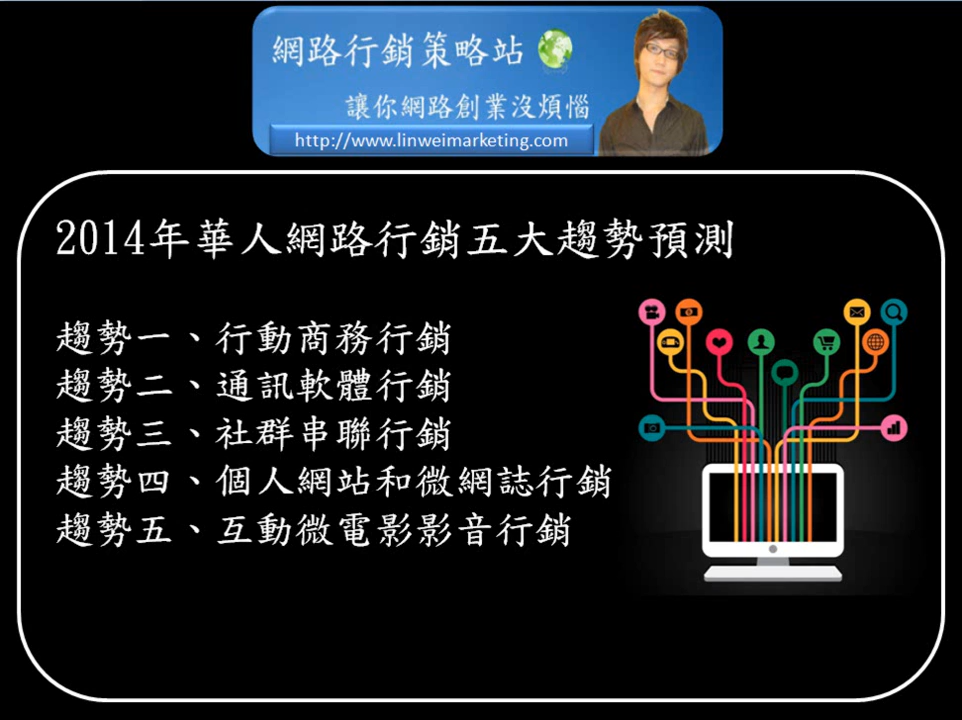 網路行銷策略站
讓你網路創業沒煩惱
http://www.linweimarketing.com
2014年華人網路行銷五大趨勢預測
趨勢一、行動商務行銷
趨勢二、通訊軟體行銷
趨勢三、社群串聯行銷
趨勢四、個人網站和微網誌行銷
趨勢五、互動微電影影音行銷